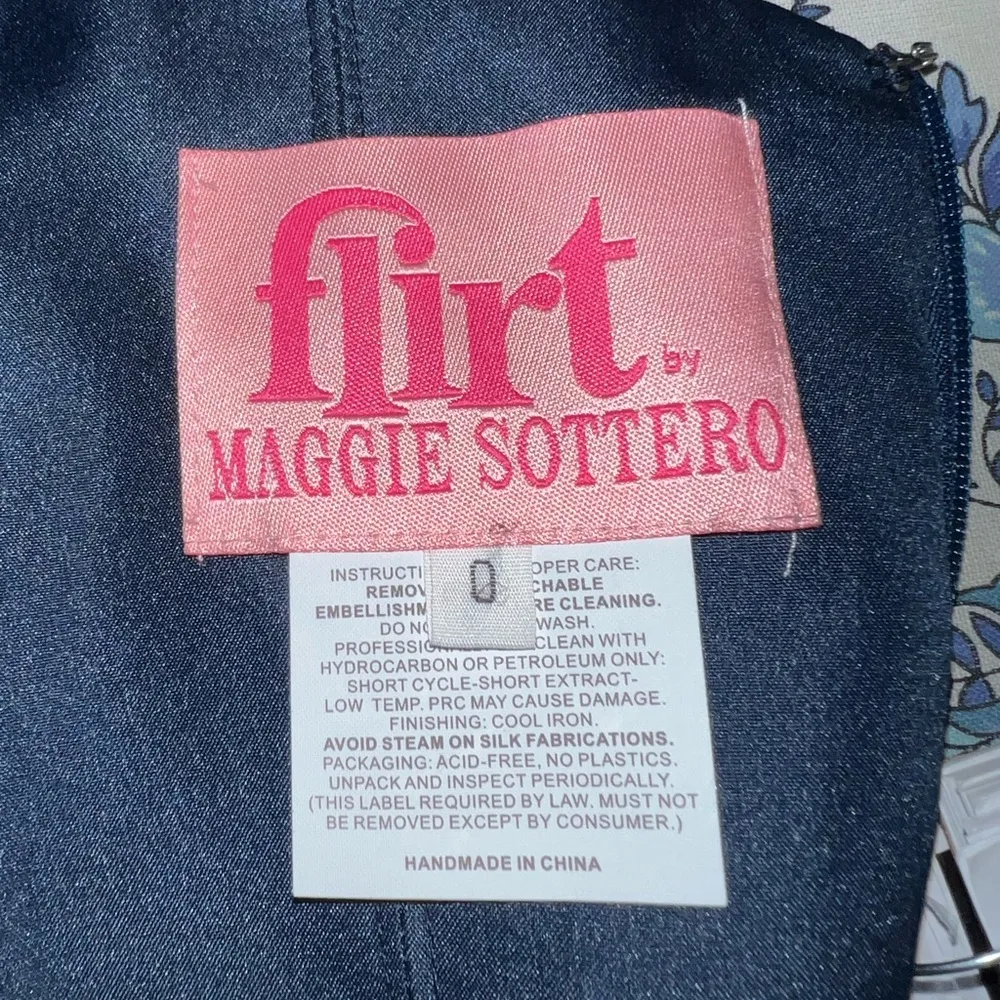 flirt
by
MAGGIE SOTTERO
0
INSTRUCTI OPER CARE:
REMOV CHABLE
EMBELLISHM RE CLEANING.
DO NO WASH.
PROFESSIONA CLEAN WITH
HYDROCARBON OR PETROLEUM ONLY:
SHORT CYCLE-SHORT EXTRACT-
LOW TEMP. PRC MAY CAUSE DAMAGE.
FINISHING: COOL IRON.
AVOID STEAM ON SILK FABRICATIONS.
PACKAGING: ACID-FREE, NO PLASTICS.
UNPACK AND INSPECT PERIODICALLY.
(THIS LABEL REQUIRED BY LAW. MUST NOT
BE REMOVED EXCEPT BY CONSUMER.)
HANDMADE IN CHINA